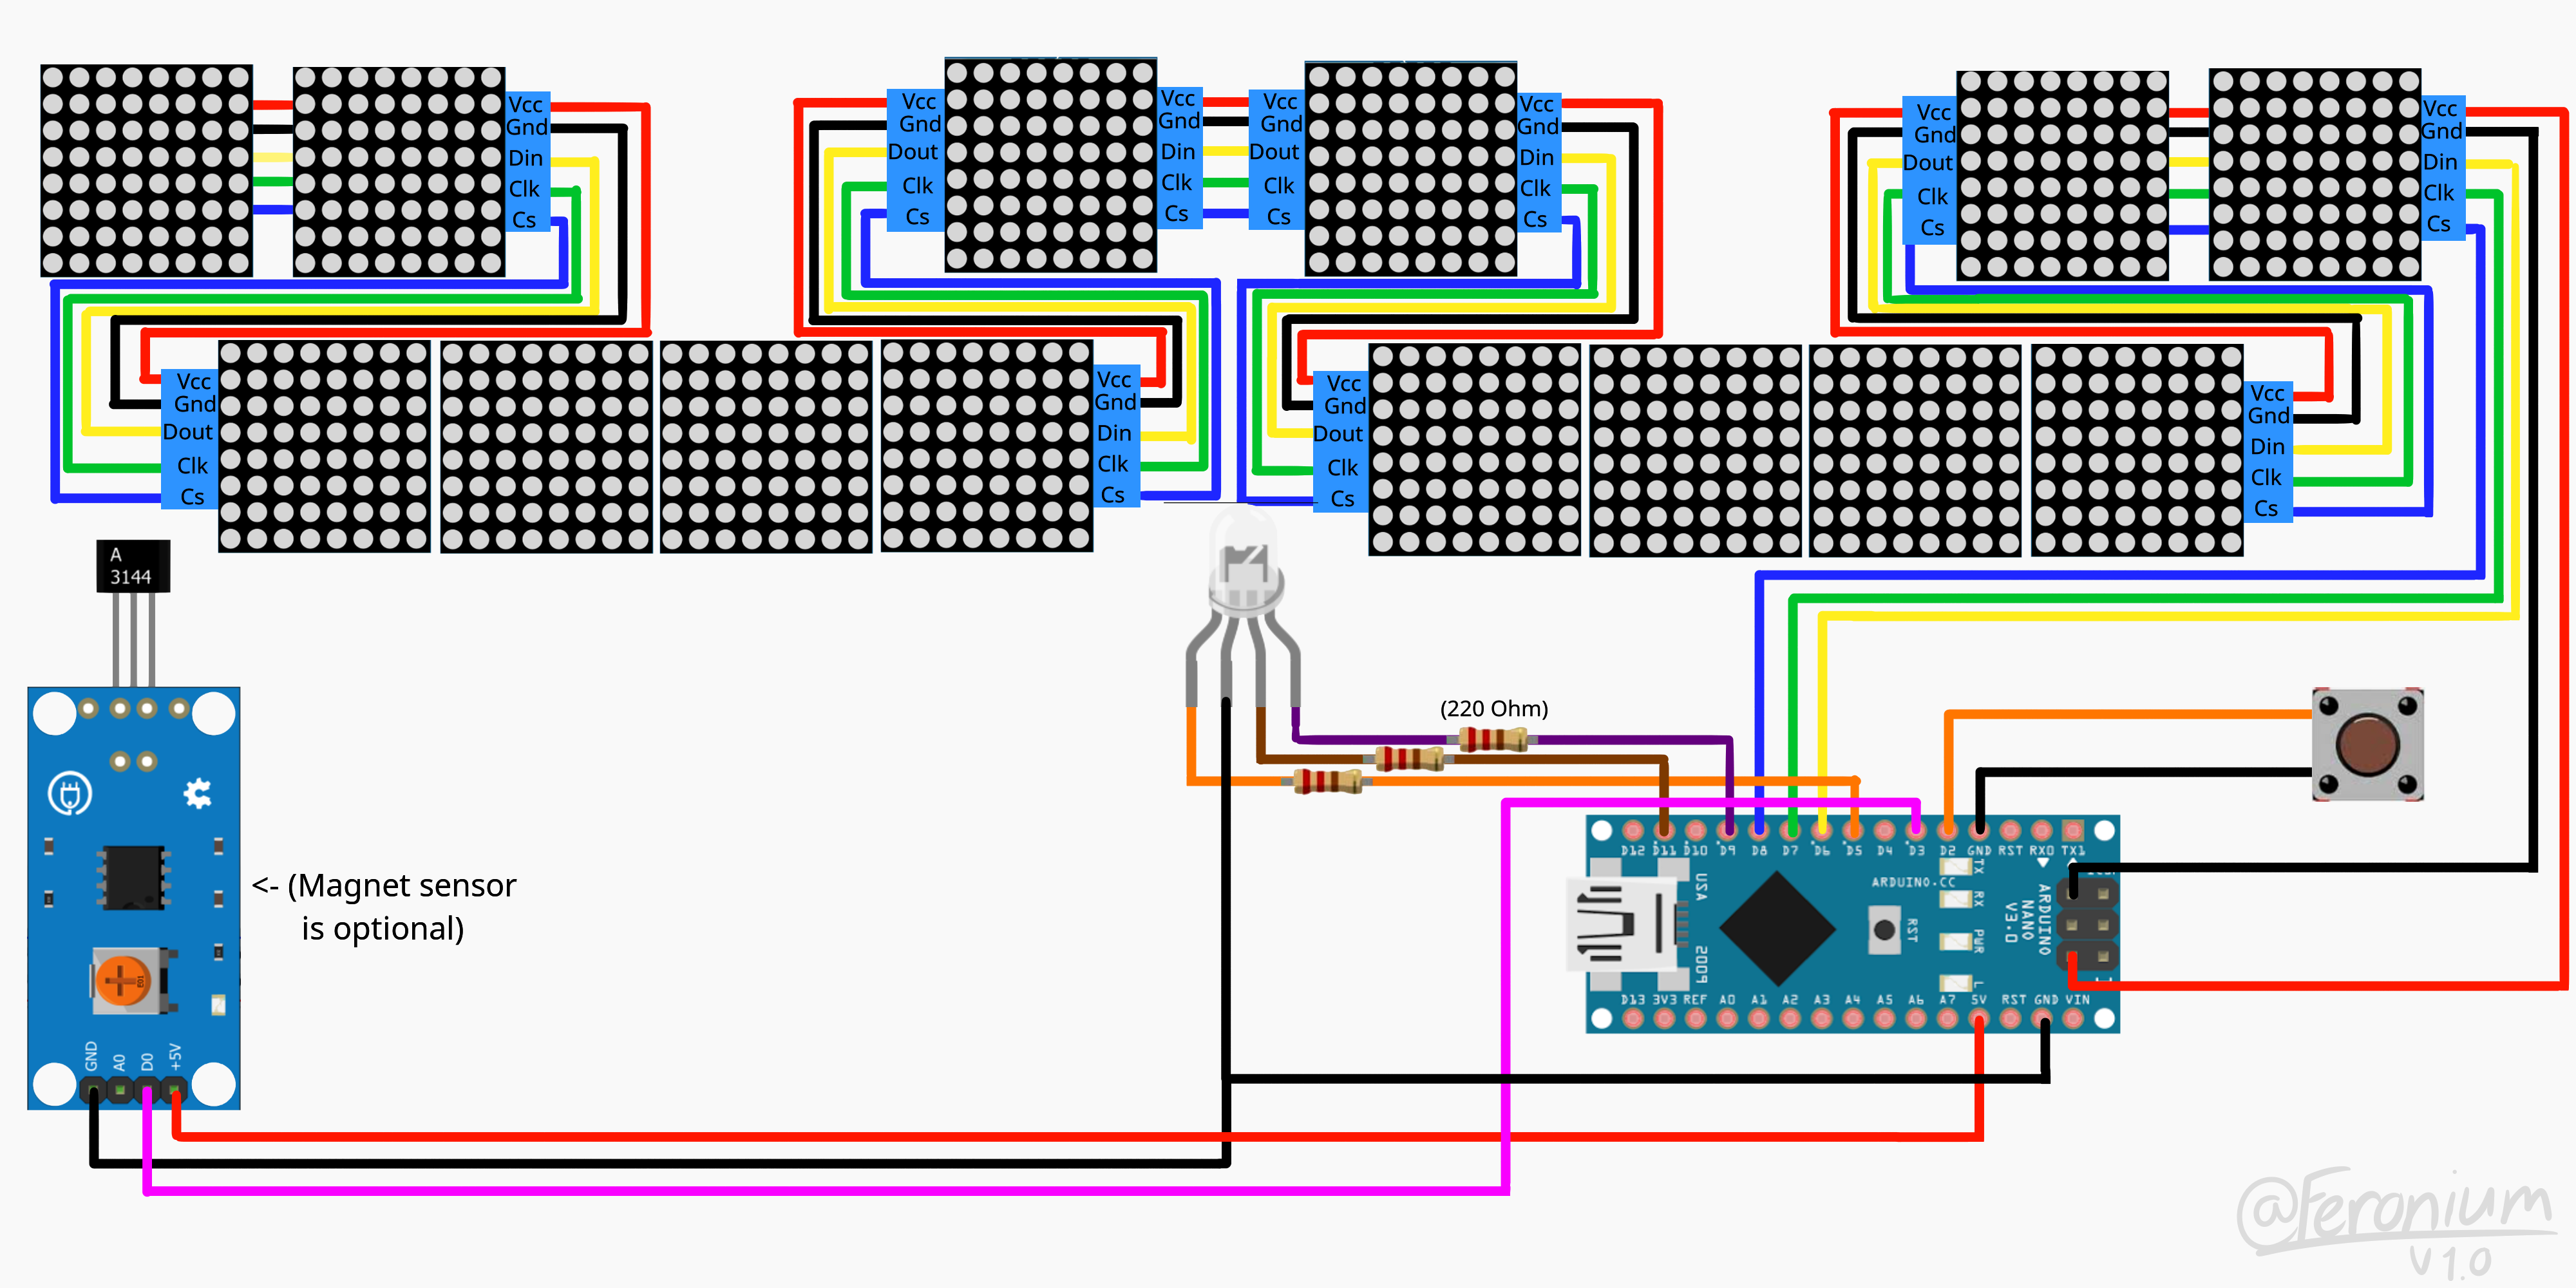 Vcc
Gnd
Din
Clk
Cs
Vcc
Gnd
Dout
Clk
Cs
Vcc
Gnd
Din
Clk
Cs
Vcc
Gnd
Dout
Clk
Cs
Vcc
Gnd
Din
Clk
Cs
Vcc
Gnd
Dout
Clk
Cs
Vcc
Gnd
Din
Clk
Cs
Vcc
Gnd
Dout
Clk
Cs
Vcc
Gnd
Din
Clk
Cs
Vcc
Gnd
Dout
Clk
Cs
Vcc
Gnd
Din
Clk
Cs
A
3144
(220 Ohm)
<- (Magnet sensor
is optional)
GND A0 D0 +5V
D12 D11 D10 D9 D8 D7 D6 D5 D4 D3 D2 GND RST RX0 TX1
ARDUINO.CC
USA
2009
TX
RX
PWR
L
RST
ARDUINO
NANO
V3.0
D13 3V3 REF A0 A1 A2 A3 A4 A5 A6 A7 5V RST GND VIN
@Feronium
V1.0